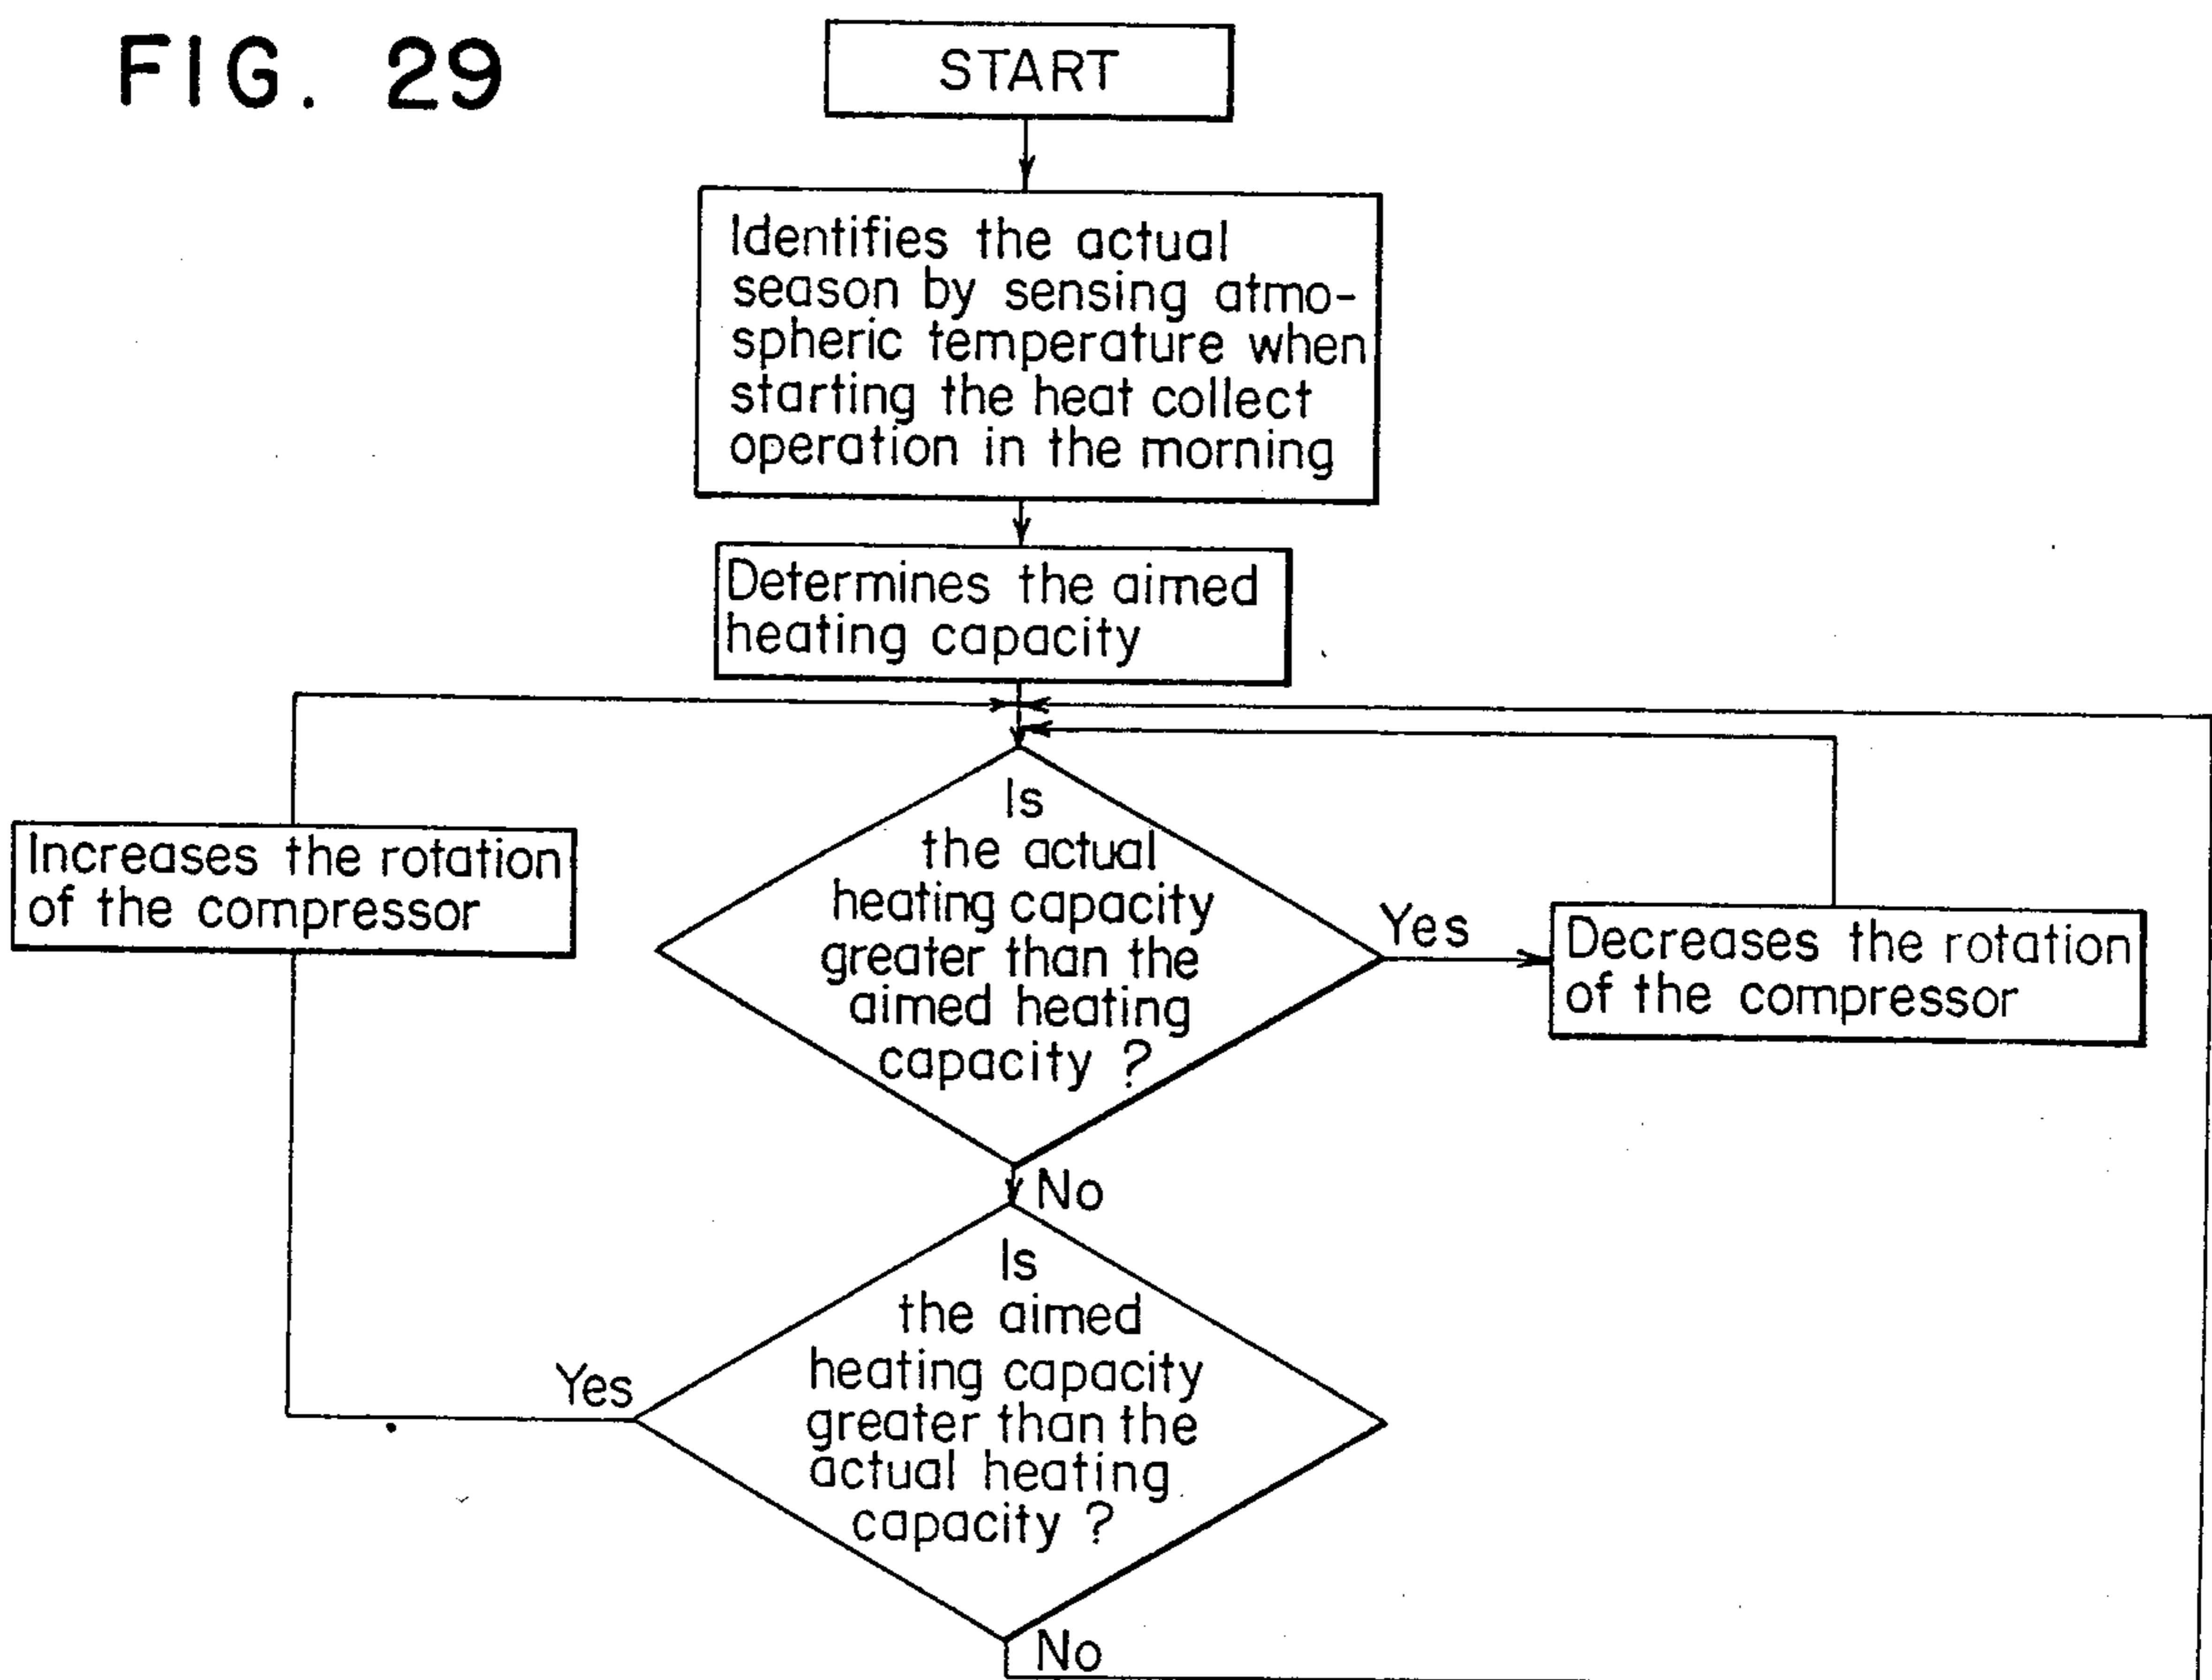 FIG. 29
START
Identifies the actual
season by sensing atmo-
spheric temperature when
starting the heat collect
operation in the morning
Determines the aimed
heating capacity
Increases the rotation
of the compressor
Is
the actual
heating capacity
greater than the
aimed heating
capacity ?
Yes
Decreases the rotation
of the compressor
No
Is
the aimed
heating capacity
greater than the
actual heating
capacity ?
Yes
No